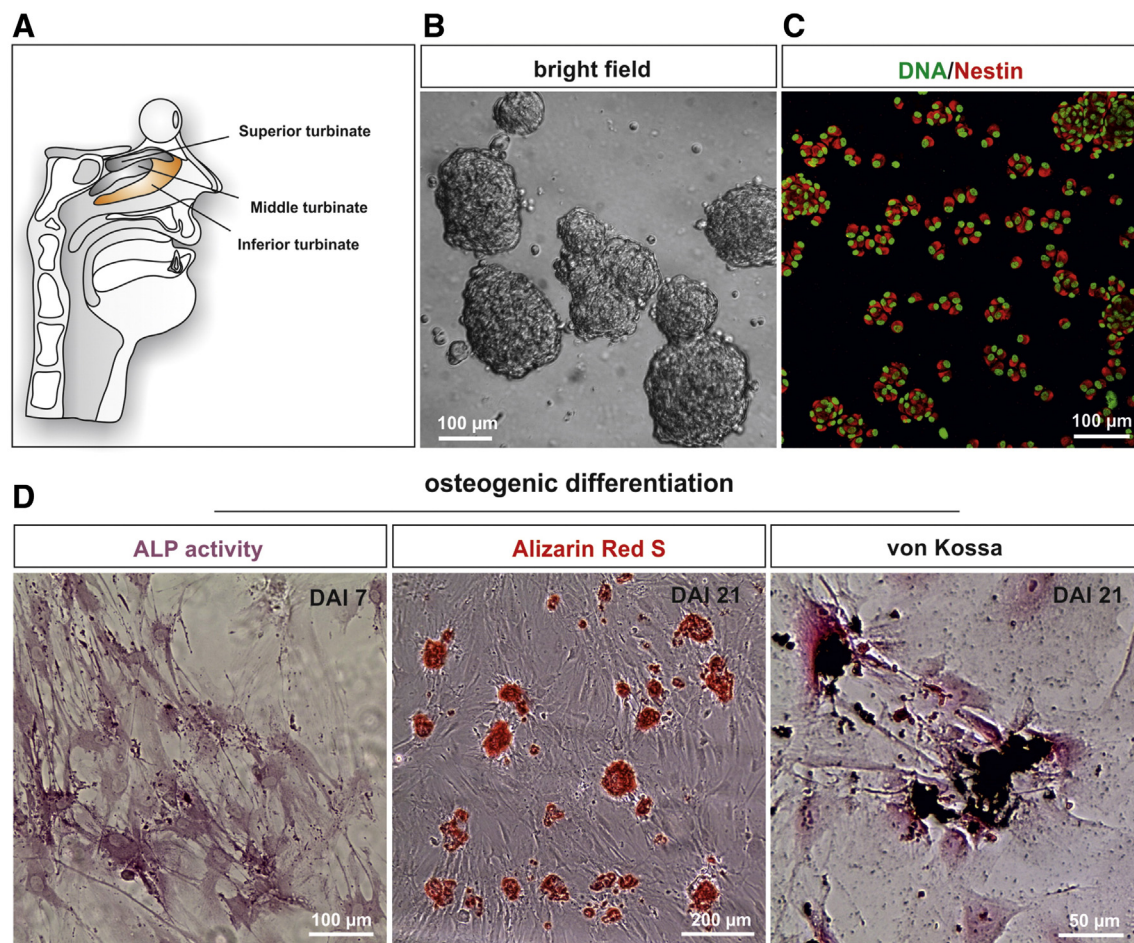 A
Superior turbinate
Middle turbinate
Inferior turbinate
B
bright field
100 µm
C
DNA/Nestin
100 µm
D
osteogenic differentiation
ALP activity
DAI 7
100 µm
Alizarin Red S
DAI 21
200 µm
von Kossa
DAI 21
50 µm